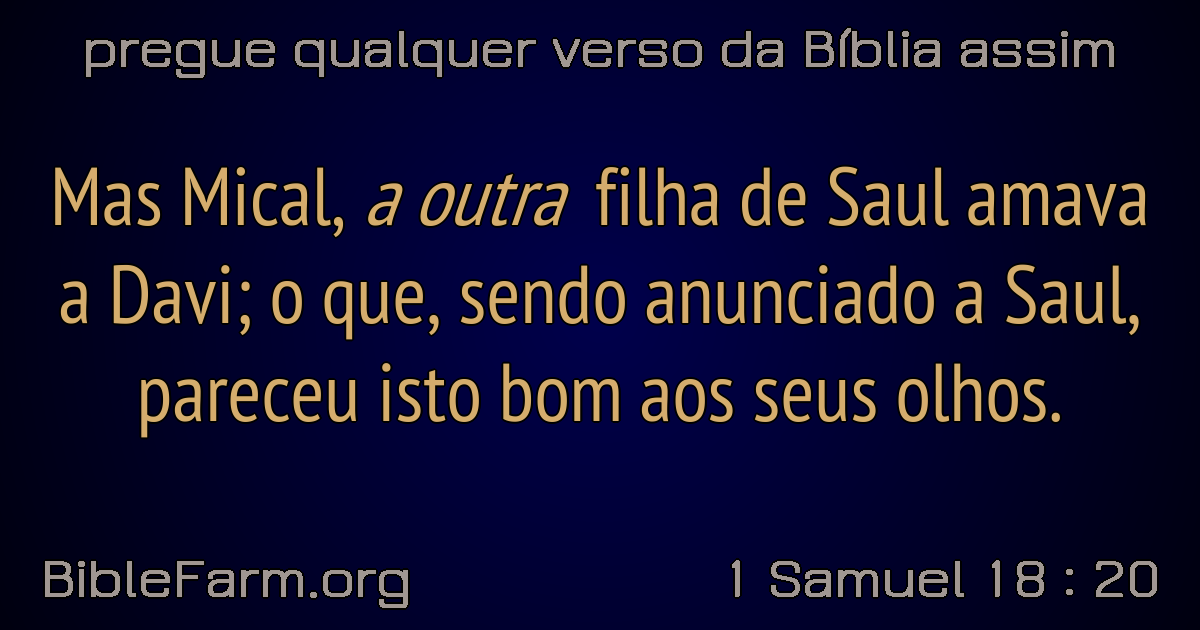 pregue qualquer verso da Bíblia assim
Mas Mical, a outra filha de Saul amava
a Davi; o que, sendo anunciado a Saul,
pareceu isto bom aos seus olhos.
BibleFarm.org
1 Samuel 18 : 20